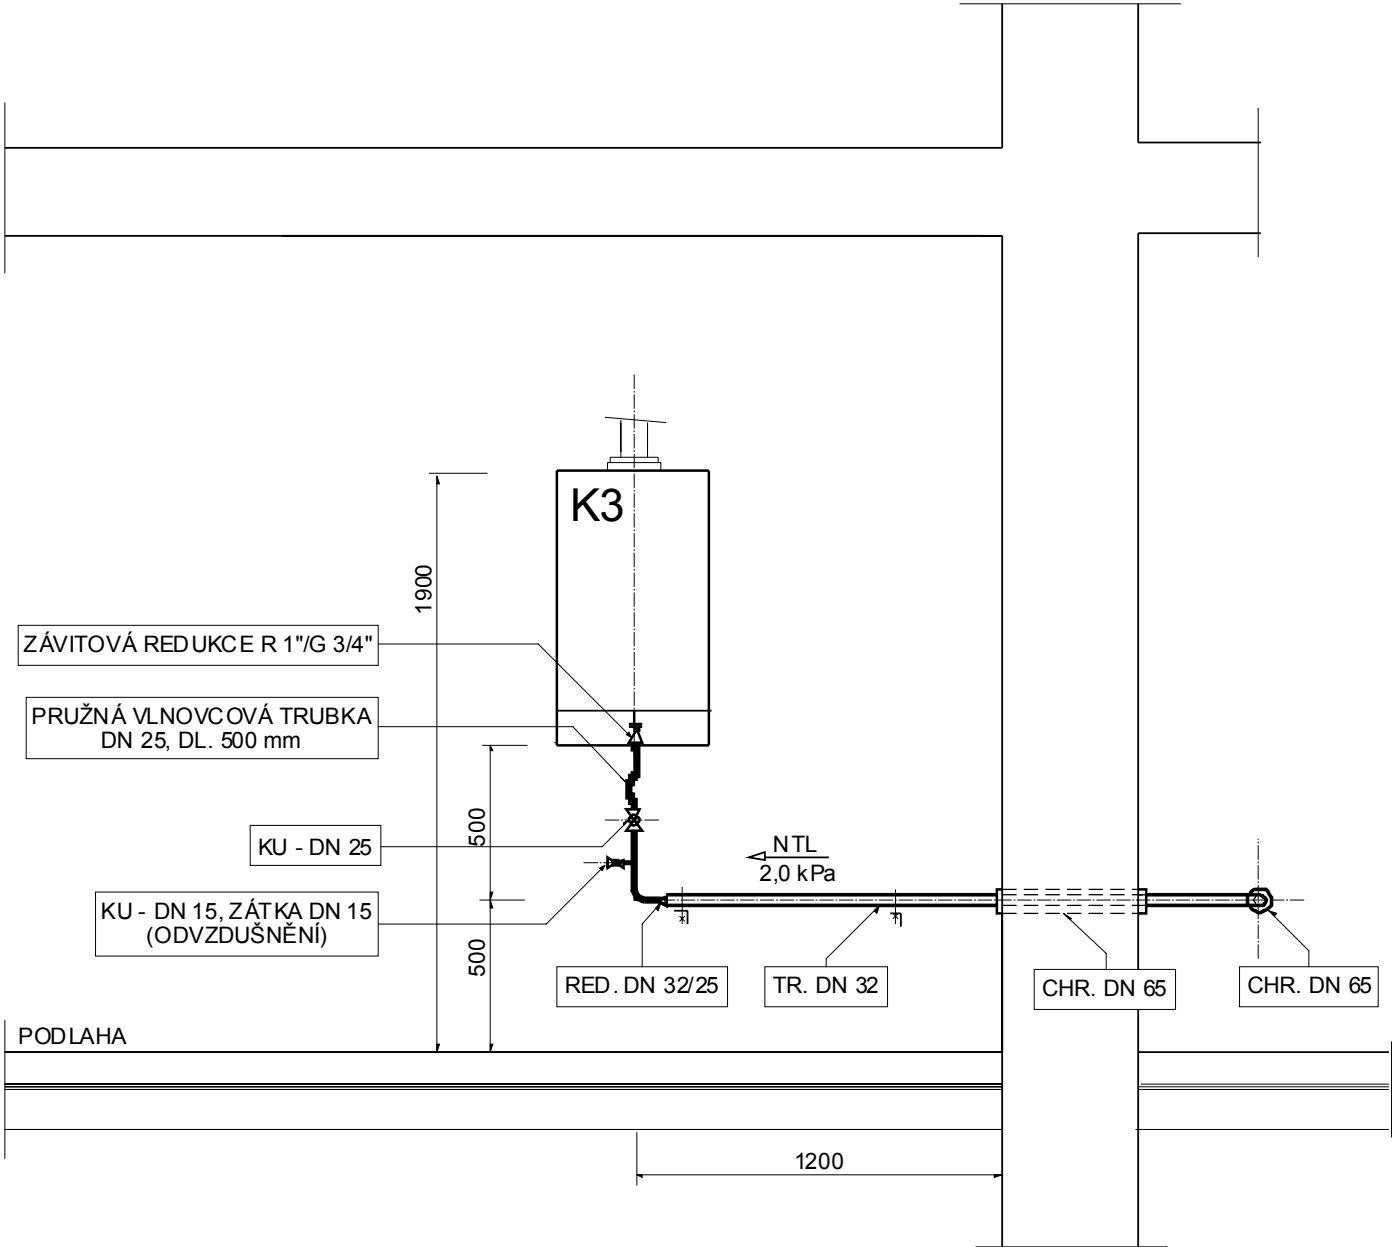 K3
1900
ZÁVITOVÁ REDUKCE R 1"/G 3/4"
PRUŽNÁ VLNOVCOVÁ TRUBKA
DN 25, DL. 500 mm
500
KU - DN 25
NTL
2,0 kPa
KU - DN 15, ZÁTKA DN 15
(ODVZDUŠNĚNÍ)
500
RED. DN 32/25
TR. DN 32
CHR. DN 65
CHR. DN 65
PODLAHA
1200